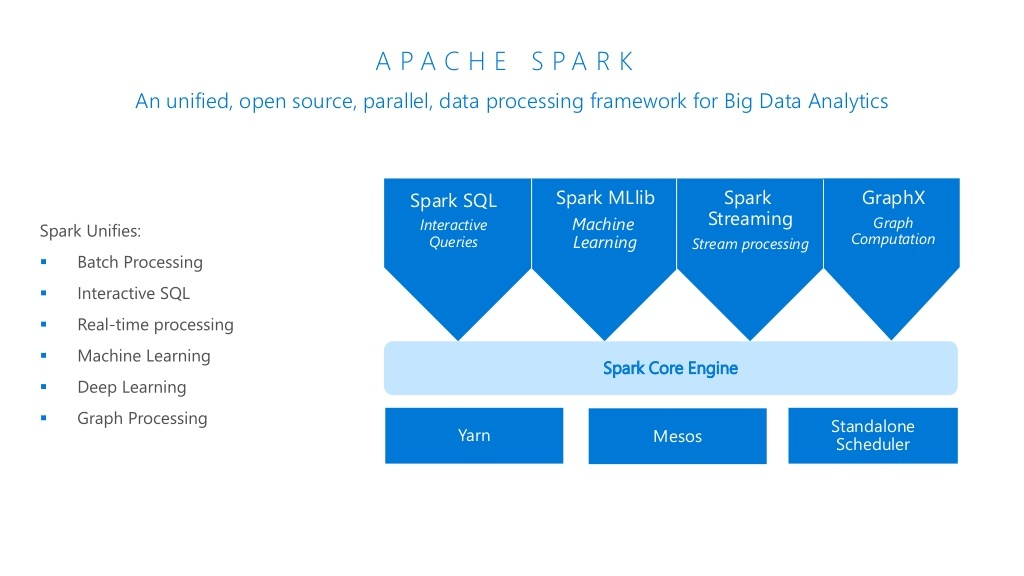 APACHE SPARK
An unified, open source, parallel, data processing framework for Big Data Analytics
Spark Unifies:
▪ Batch Processing
▪ Interactive SQL
▪ Real-time processing
▪ Machine Learning
▪ Deep Learning
▪ Graph Processing
Spark SQL
Interactive
Queries
Spark MLlib
Machine
Learning
Spark
Streaming
Stream processing
GraphX
Graph
Computation
Spark Core Engine
Yarn
Mesos
Standalone
Scheduler